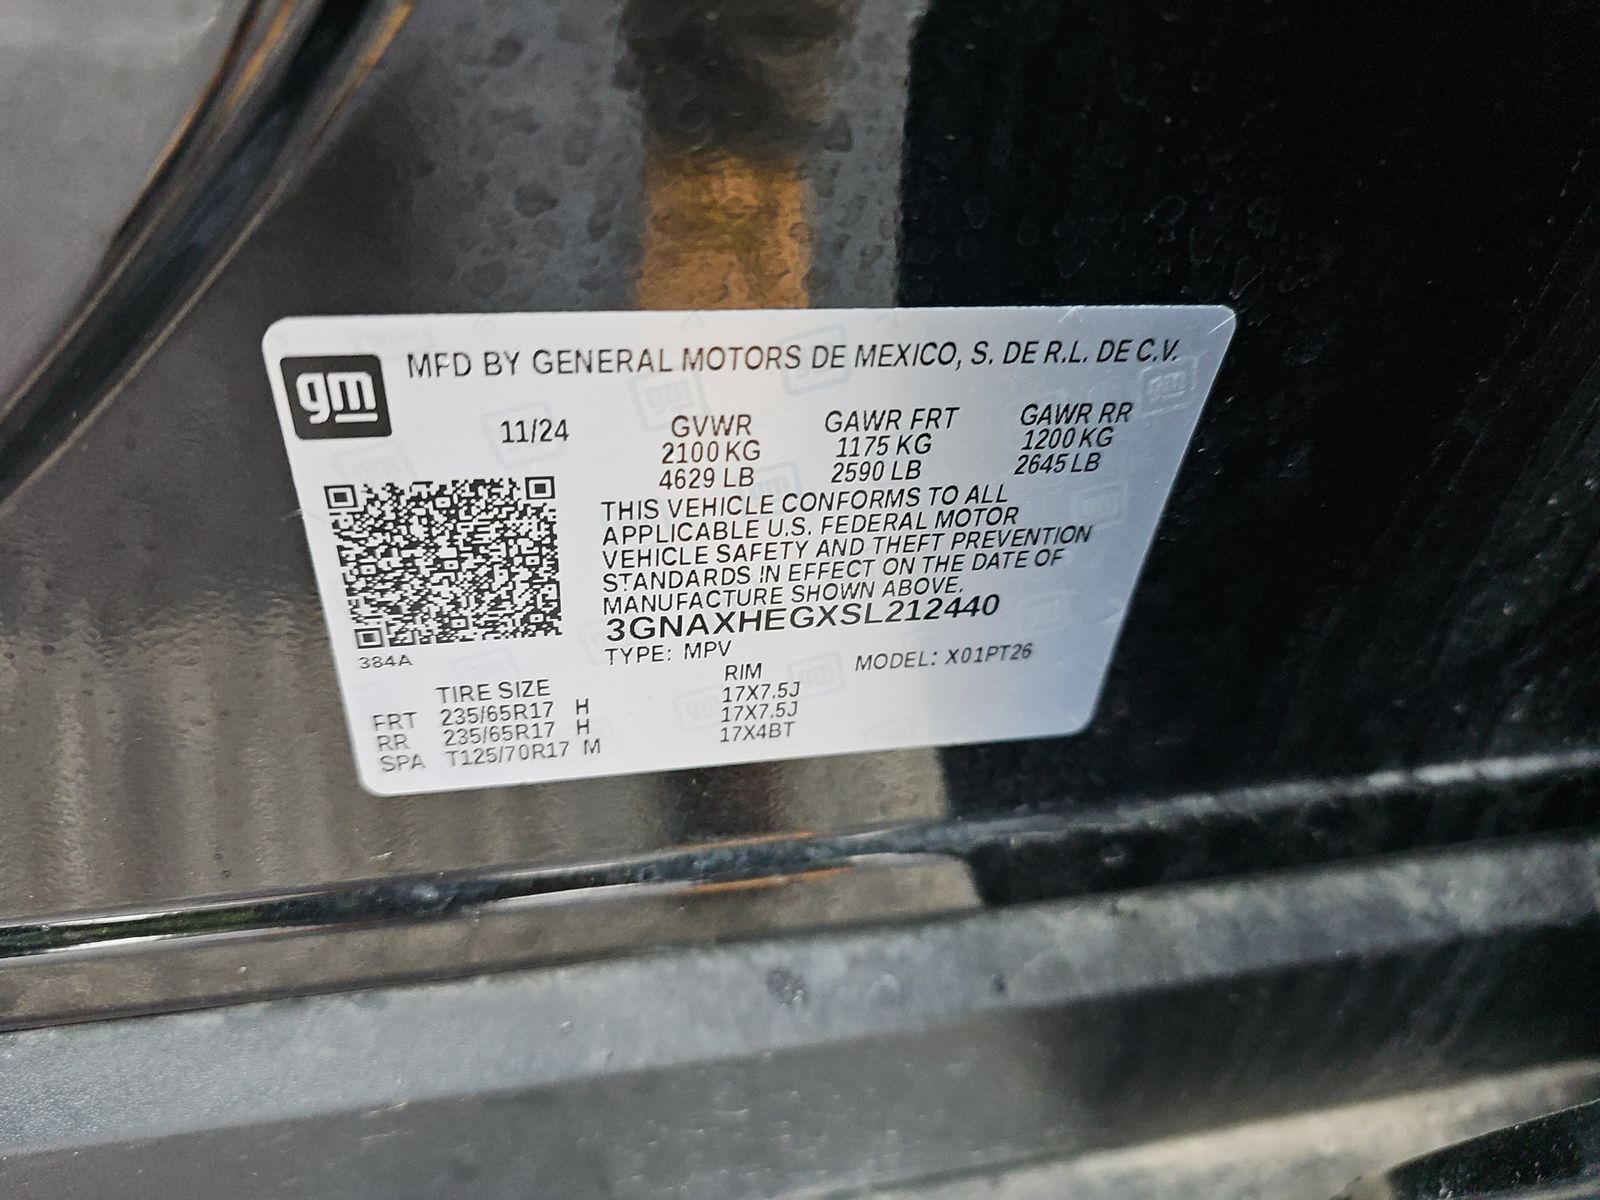 gm
MFD BY GENERAL MOTORS DE MEXICO, S. DE R.L. DE C.V.
11/24 GVWR GAWR FRT GAWR RR
2100 KG 1175 KG 1200 KG
4629 LB 2590 LB 2645 LB
THIS VEHICLE CONFORMS TO ALL
APPLICABLE U.S. FEDERAL MOTOR
VEHICLE SAFETY AND THEFT PREVENTION
STANDARDS IN EFFECT ON THE DATE OF
MANUFACTURE SHOWN ABOVE.
3GNAXHEGXSL212440
TYPE: MPV MODEL: X01PT26
384A
TIRE SIZE RIM
FRT 235/65R17 H 17X7.5J
RR 235/65R17 H 17X7.5J
SPA T125/70R17 M 17X4BT